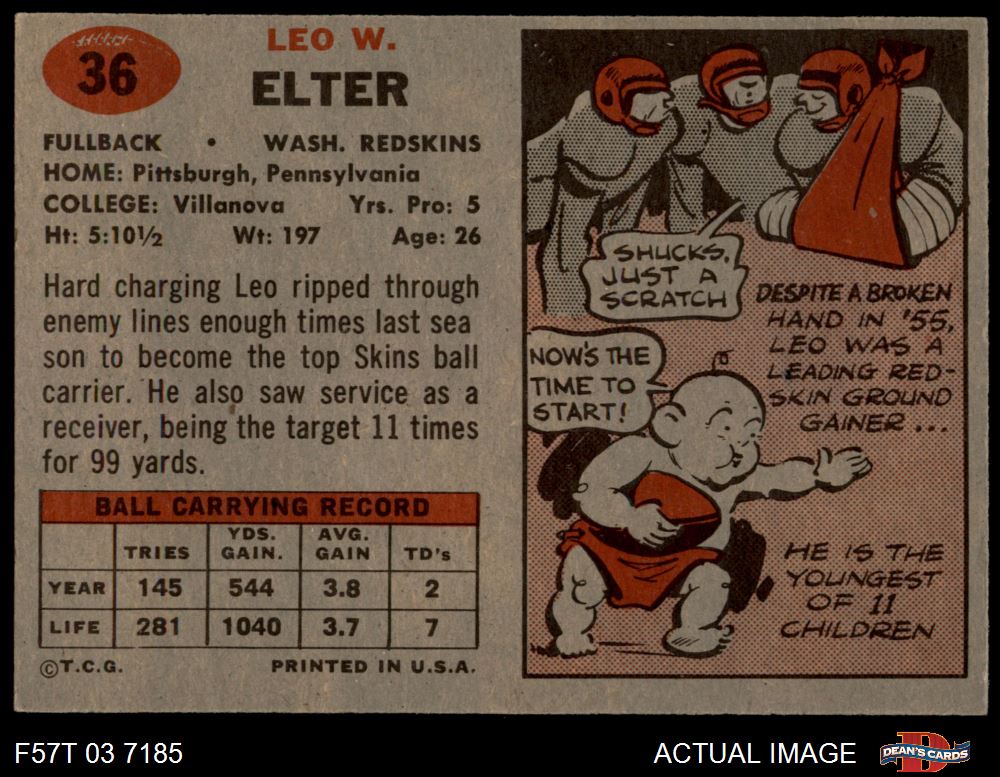 36
LEO W.
ELTER
FULLBACK • WASH. REDSKINS
HOME: Pittsburgh, Pennsylvania
COLLEGE: Villanova Yrs. Pro: 5
Ht: 5:10½ Wt: 197 Age: 26
Hard charging Leo ripped through
enemy lines enough times last sea
son to become the top Skins ball
carrier. He also saw service as a
receiver, being the target 11 times
for 99 yards.
BALL CARRYING RECORD
TRIES YDS. GAIN. AVG. GAIN TD's
YEAR 145 544 3.8 2
LIFE 281 1040 3.7 7
©T.C.G. PRINTED IN U.S.A.
SHUCKS,
JUST A
SCRATCH
DESPITE A BROKEN
HAND IN '55,
LEO WAS A
LEADING RED-
SKIN GROUND
GAINER ...
NOW'S THE
TIME TO
START!
HE IS THE
YOUNGEST
OF 11
CHILDREN
F57T 03 7185
ACTUAL IMAGE
DEAN'S CARDS